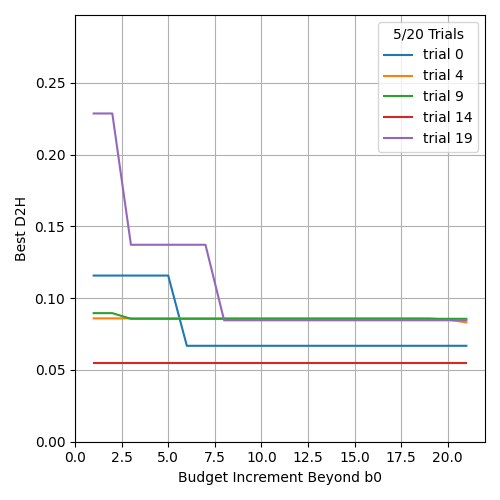 5/20 Trials
trial 0
trial 4
trial 9
trial 14
trial 19
Best D2H
0.25
0.20
0.15
0.10
0.05
0.00
0.0 2.5 5.0 7.5 10.0 12.5 15.0 17.5 20.0
Budget Increment Beyond b0